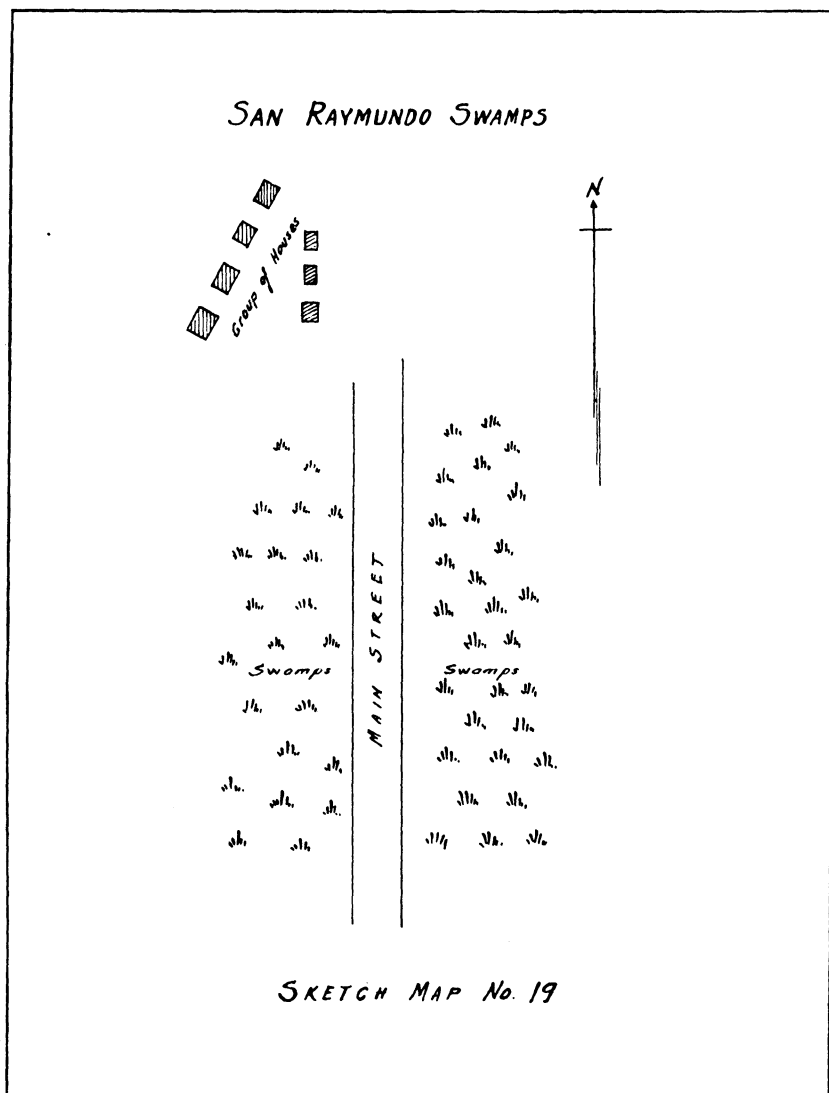 SAN RAYMUNDO SWAMPS
N
Group of Houses
MAIN STREET
Swamps
Swamps
SKETCH MAP No. 19